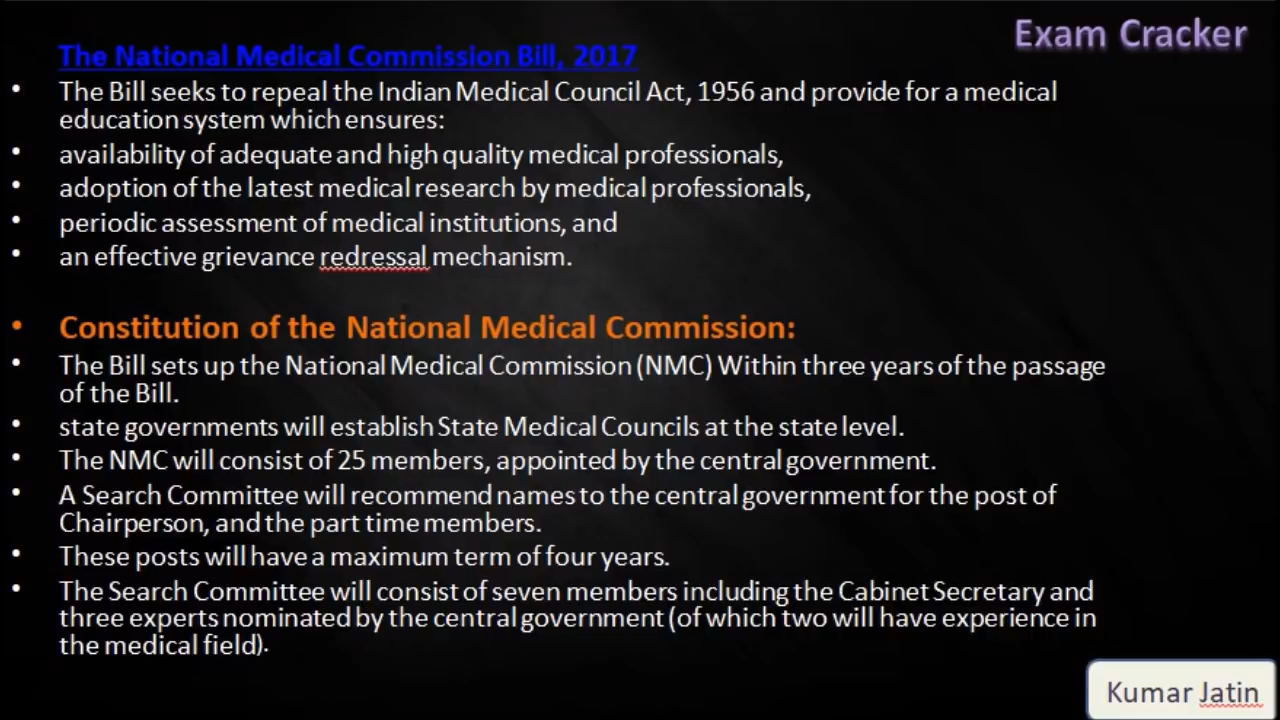 Exam Cracker
The National Medical Commission Bill, 2017
• The Bill seeks to repeal the Indian Medical Council Act, 1956 and provide for a medical
education system which ensures:
• availability of adequate and high quality medical professionals,
• adoption of the latest medical research by medical professionals,
• periodic assessment of medical institutions, and
• an effective grievance redressal mechanism.
• Constitution of the National Medical Commission:
• The Bill sets up the National Medical Commission (NMC) Within three years of the passage
of the Bill.
• state governments will establish State Medical Councils at the state level.
• The NMC will consist of 25 members, appointed by the central government.
• A Search Committee will recommend names to the central government for the post of
Chairperson, and the part time members.
• These posts will have a maximum term of four years.
• The Search Committee will consist of seven members including the Cabinet Secretary and
three experts nominated by the central government (of which two will have experience in
the medical field).
Kumar Jatin